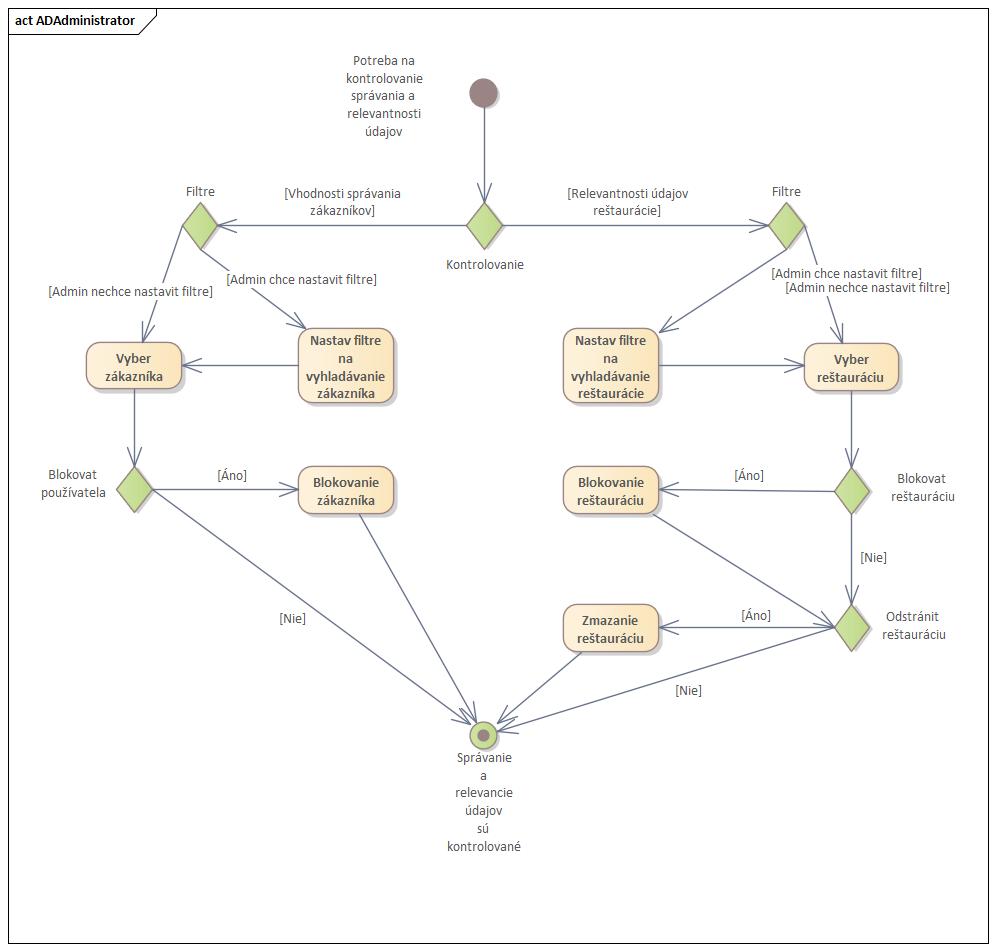 act ADAdministrator
Potreba na
kontrolovanie
správania a
relevantnosti
údajov
Filtre
[Vhodnosti správania
zákazníkov]
[Relevantnosti údajov
reštaurácie]
Filtre
Kontrolovanie
[Admin nechce nastavit filtre]
[Admin chce nastavit filtre]
[Admin chce nastavit filtre]
[Admin nechce nastavit filtre]
Vyber
zákazníka
Nastav filtre
na
vyhladávanie
zákazníka
Nastav filtre
na
vyhladávanie
reštaurácie
Vyber
reštauráciu
Blokovat
používatela
[Áno]
Blokovanie
zákazníka
Blokovanie
reštauráciu
[Áno]
Blokovat
reštauráciu
[Nie]
[Nie]
Zmazanie
reštauráciu
[Áno]
Odstránit
reštauráciu
[Nie]
Správanie
a
relevancie
údajov
sú
kontrolované